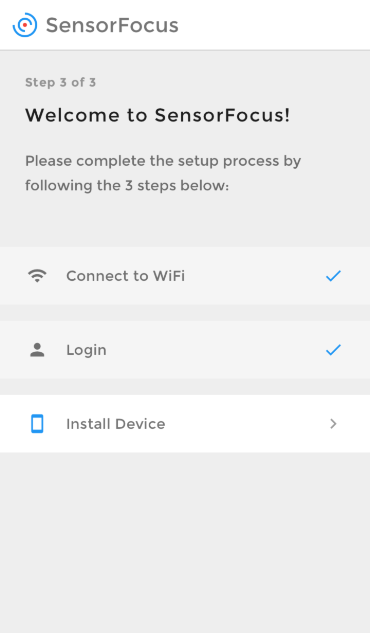 SensorFocus
Step 3 of 3
Welcome to SensorFocus!
Please complete the setup process by
following the 3 steps below:
Connect to WiFi
Login
Install Device